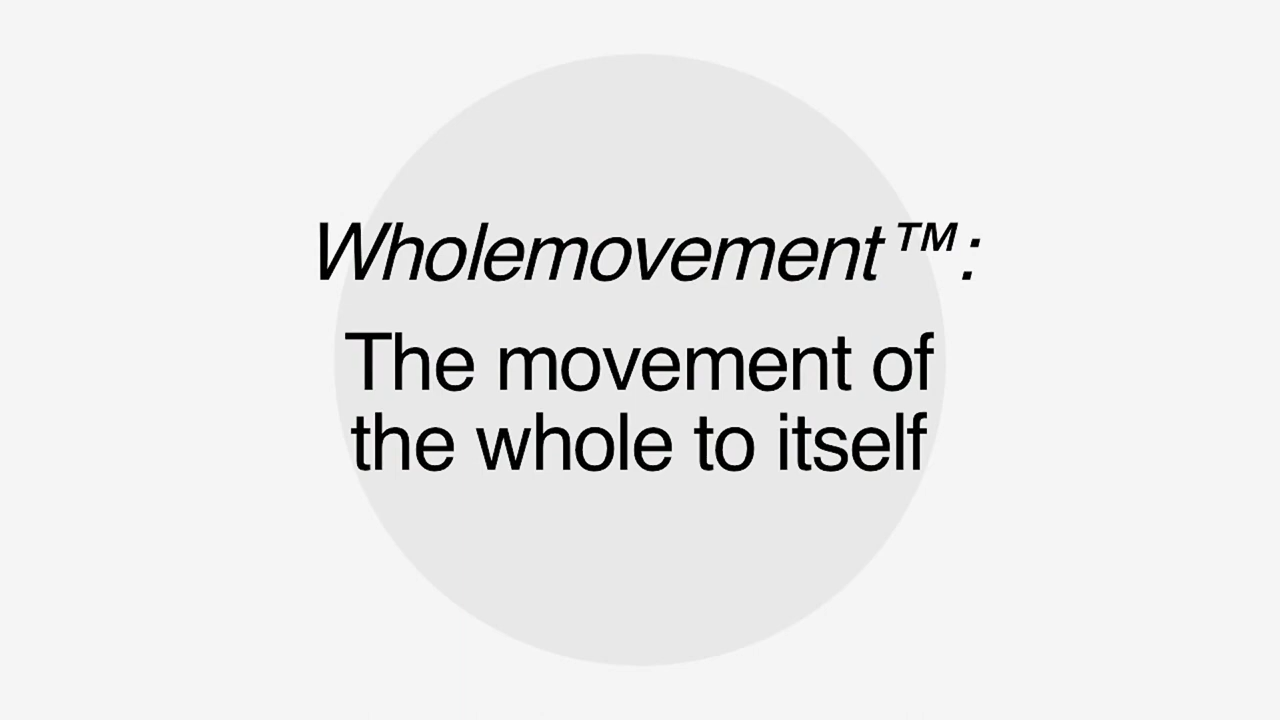 Wholemovement™:
The movement of
the whole to itself